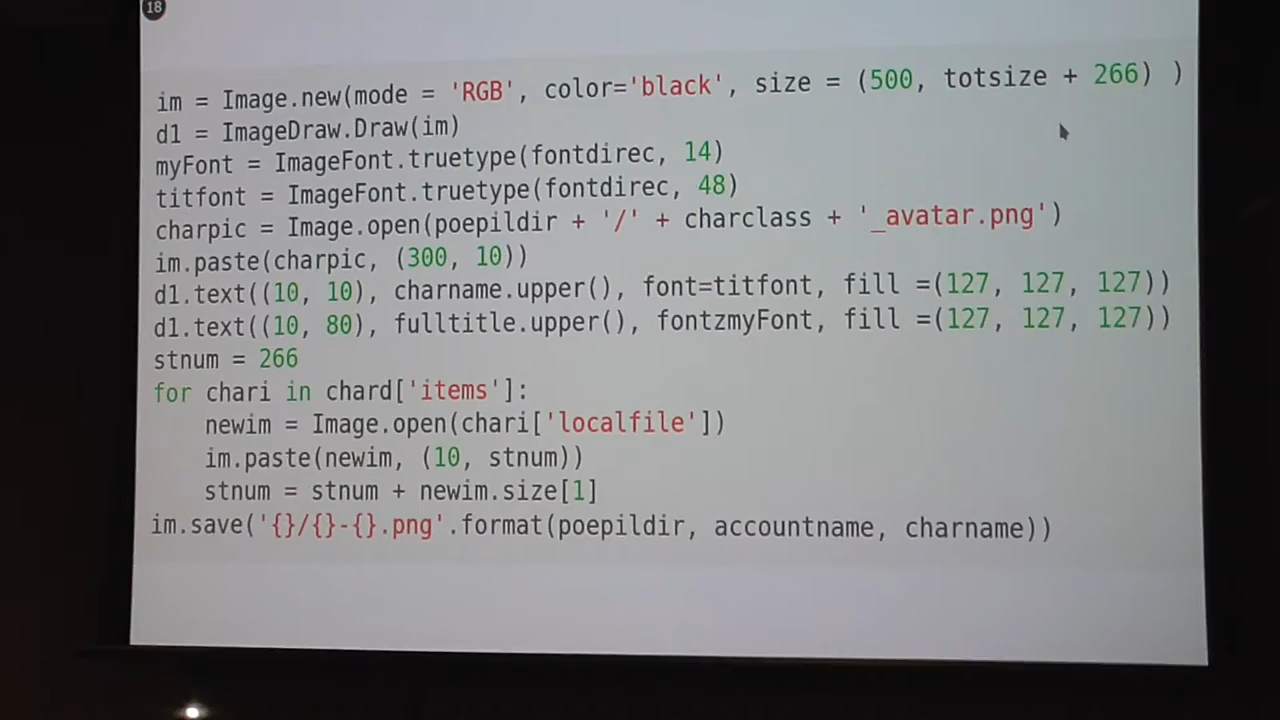 18
im = Image.new(mode = 'RGB', color='black', size = (500, totsize + 266) )
d1 = ImageDraw.Draw(im)
myFont = ImageFont.truetype(fontdirec, 14)
titfont = ImageFont.truetype(fontdirec, 48)
charpic = Image.open(poepildir + '/' + charclass + '_avatar.png')
im.paste(charpic, (300, 10))
d1.text((10, 10), charname.upper(), font=titfont, fill =(127, 127, 127))
d1.text((10, 80), fulltitle.upper(), fontzmyFont, fill =(127, 127, 127))
stnum = 266
for chari in chard['items']:
    newim = Image.open(chari['localfile'])
    im.paste(newim, (10, stnum))
    stnum = stnum + newim.size[1]
im.save('{}/{}-{}.png'.format(poepildir, accountname, charname))